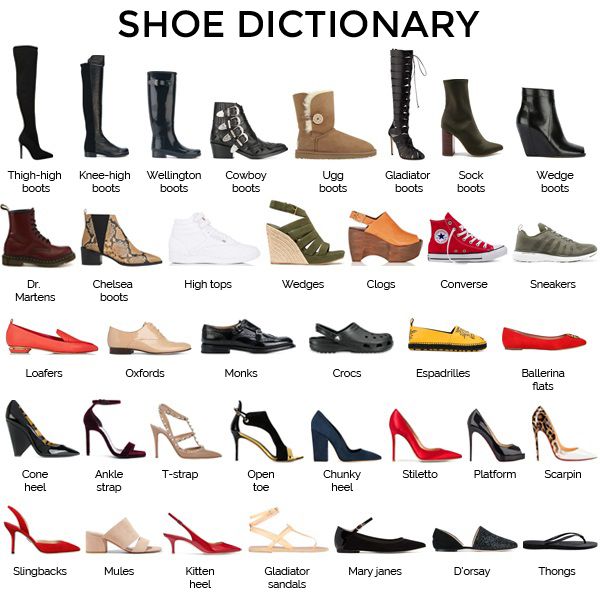 SHOE DICTIONARY
Thigh-high Knee-high Wellington Cowboy Ugg Gladiator Sock Wedge
boots boots boots boots boots boots boots boots
Dr. Chelsea High tops Wedges Clogs Converse Sneakers
Martens boots
Loafers Oxfords Monks Crocs Espadrilles Ballerina
flats
Cone Ankle T-strap Open Chunky Stiletto Platform Scarpin
heel strap toe heel
Slingbacks Mules Kitten Gladiator Mary janes D'orsay Thongs
heel sandals